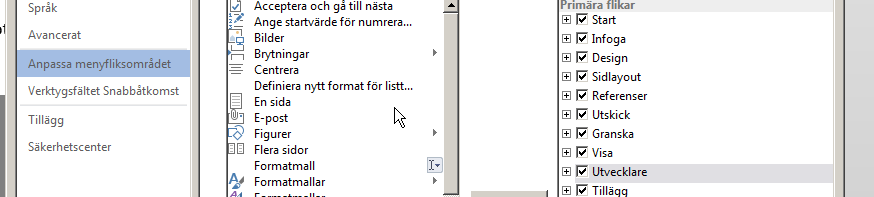 Språk
Avancerat
Anpassa menyfliksområdet
Verktygsfältet Snabbåtkomst
Tillägg
Säkerhetscenter
Acceptera och gå till nästa
Ange startvärde för numrera...
Bilder
Brytningar
Centrera
Definiera nytt format för listt...
En sida
E-post
Figurer
Flera sidor
Formatmall
Formatmallar
Formatmallar
Primära flikar
Start
Infoga
Design
Sidlayout
Referenser
Utskick
Granska
Visa
Utvecklare
Tillägg